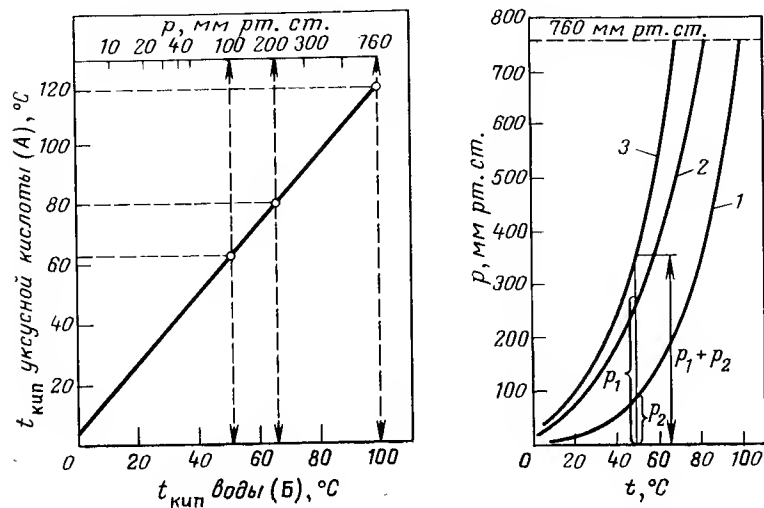 p, мм рт. ст.
10 20 40 100 200 300 760
t кип уксусной кислоты (А), °С
120
100
80
60
40
20
0 20 40 60 80 100
t кип воды (Б), °С
800
760 мм рт. ст.
700
600
500
400
300
200
100
p, мм рт. ст.
3
2
1
p₁
p₂
p₁ + p₂
0 20 40 60 80 100
t, °С